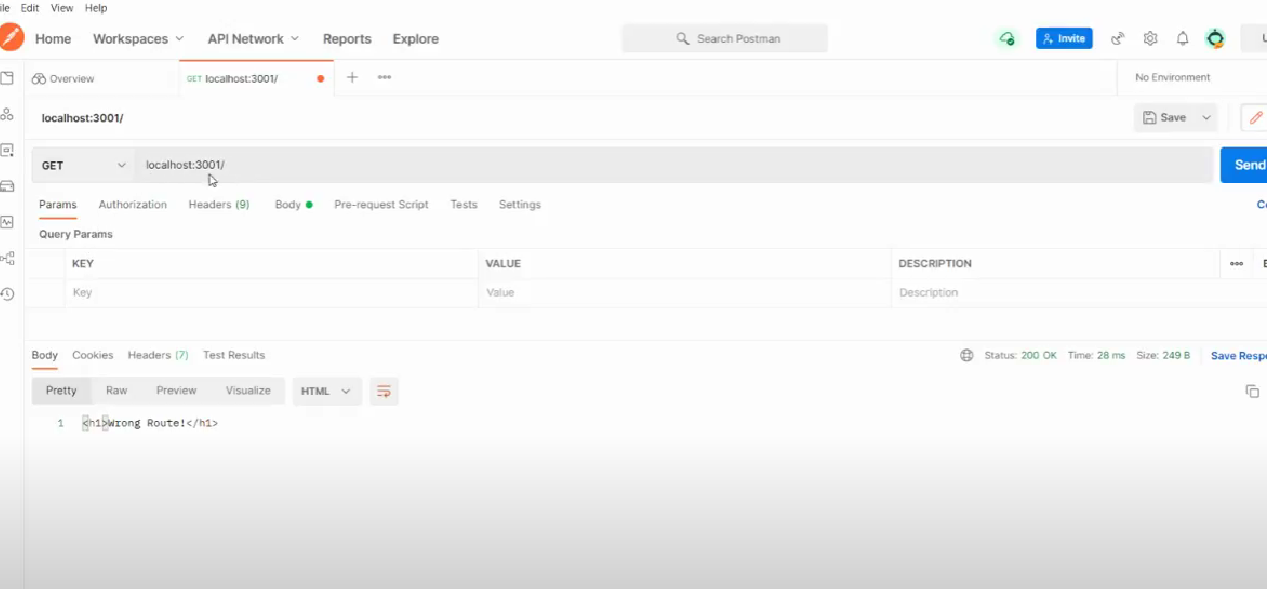 Edit View Help
Home Workspaces API Network Reports Explore Search Postman Invite
Overview GET localhost:3001/ No Environment
localhost:3001/ Save
GET localhost:3001/ Send
Params Authorization Headers (9) Body Pre-request Script Tests Settings
Query Params
KEY VALUE DESCRIPTION
Key Value Description
Body Cookies Headers (7) Test Results Status: 200 OK Time: 28 ms Size: 249 B Save Respo
Pretty Raw Preview Visualize HTML
1 <h1>Wrong Route!</h1>